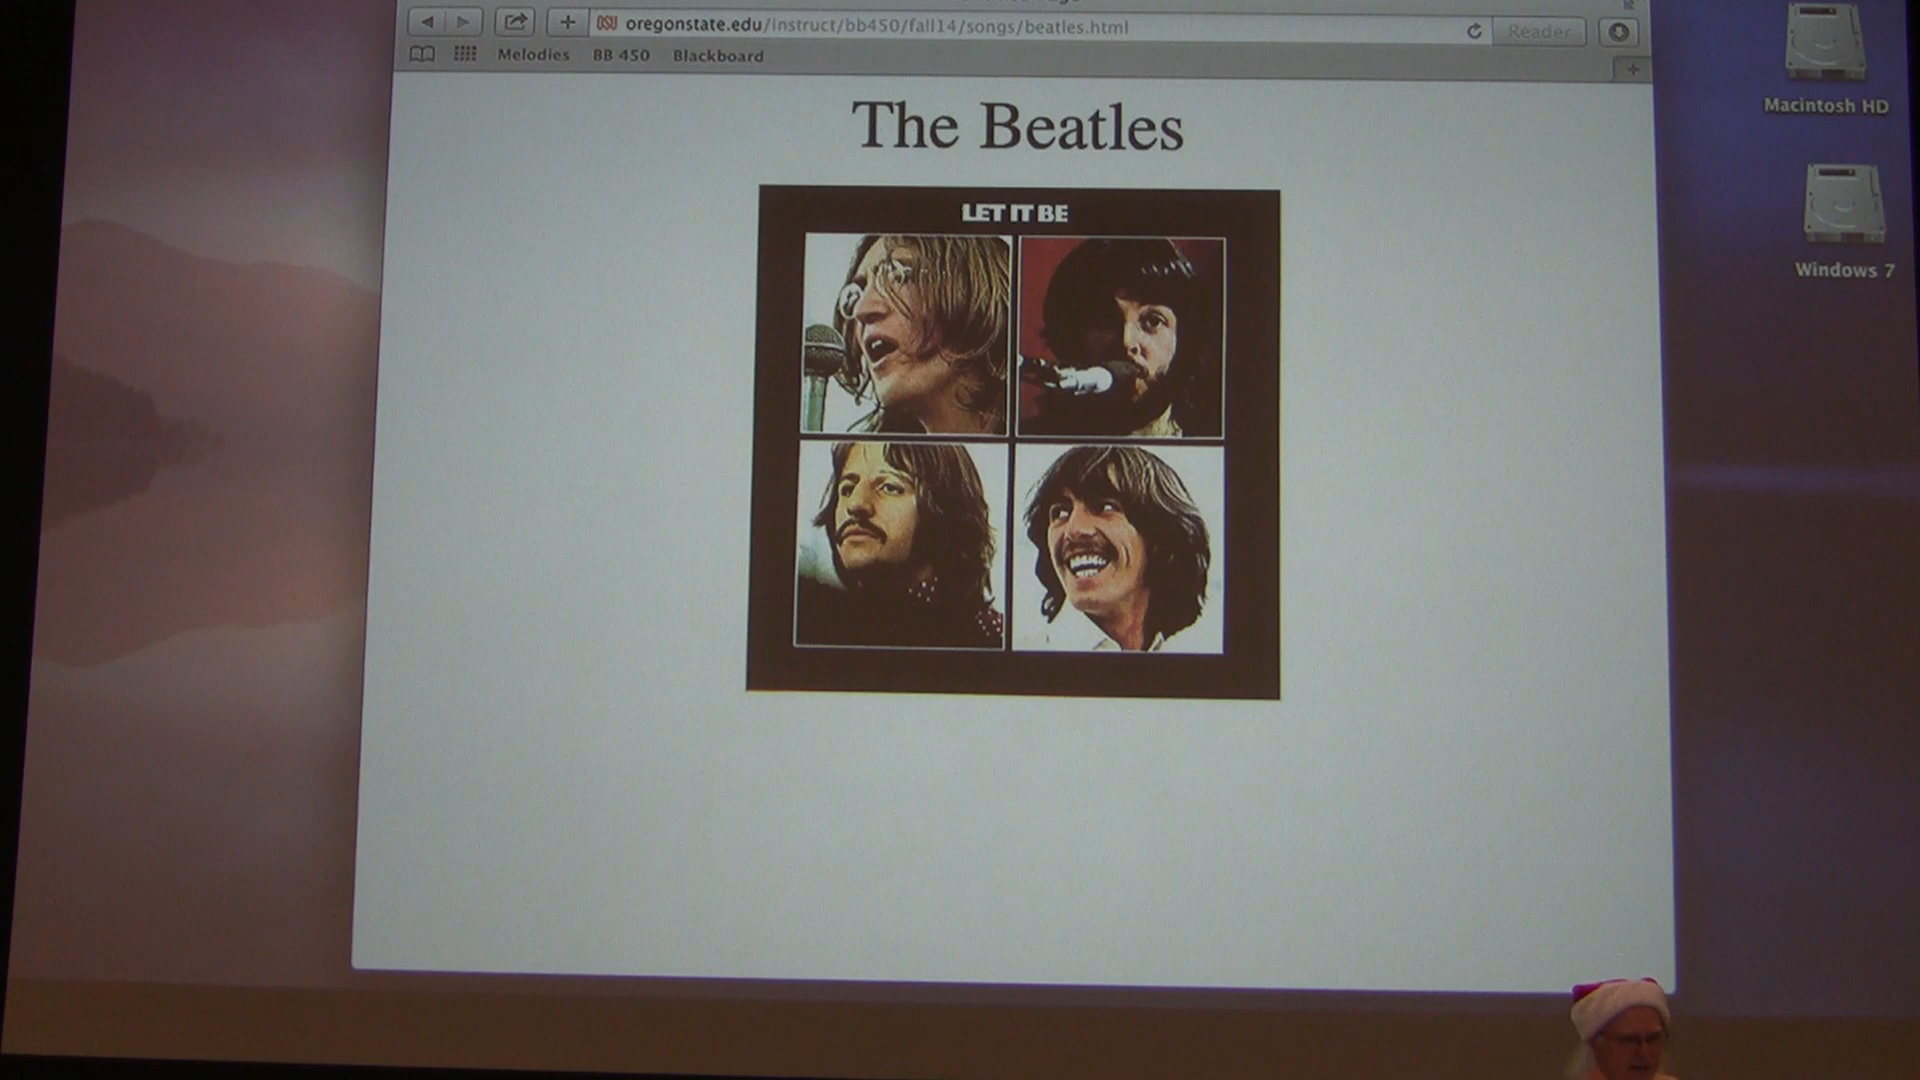 oregonstate.edu/instruct/bb450/fall14/songs/beatles.html
Reader
Melodies BB 450 Blackboard
Macintosh HD
The Beatles
LET IT BE
Windows 7